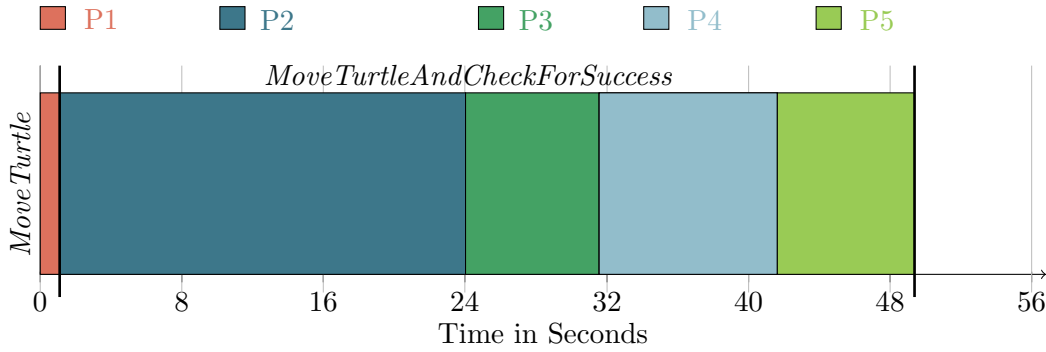 P1 P2 P3 P4 P5
MoveTurtleAndCheckForSuccess
MoveTurtle
0 8 16 24 32 40 48 56
Time in Seconds